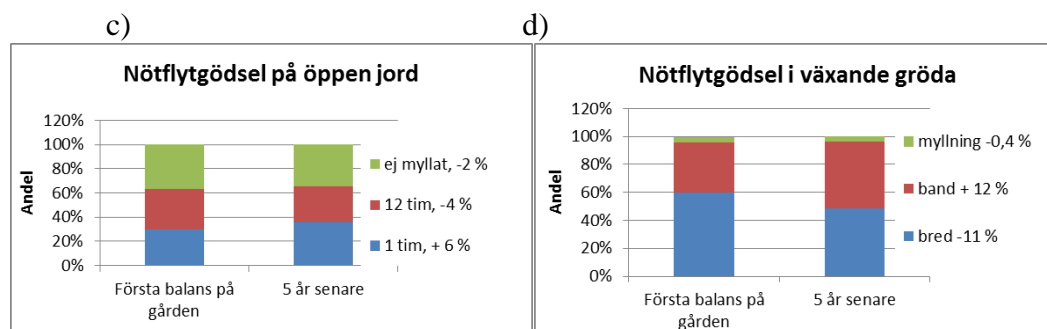 c)
Nötflytgödsel på öppen jord
Andel
120%
100%
80%
60%
40%
20%
0%
ej myllat, -2 %
12 tim, -4 %
1 tim, + 6 %
Första balans på
gården
5 år senare
d)
Nötflytgödsel i växande gröda
Andel
120%
100%
80%
60%
40%
20%
0%
myllning -0,4 %
band + 12 %
bred -11 %
Första balans på
gården
5 år senare